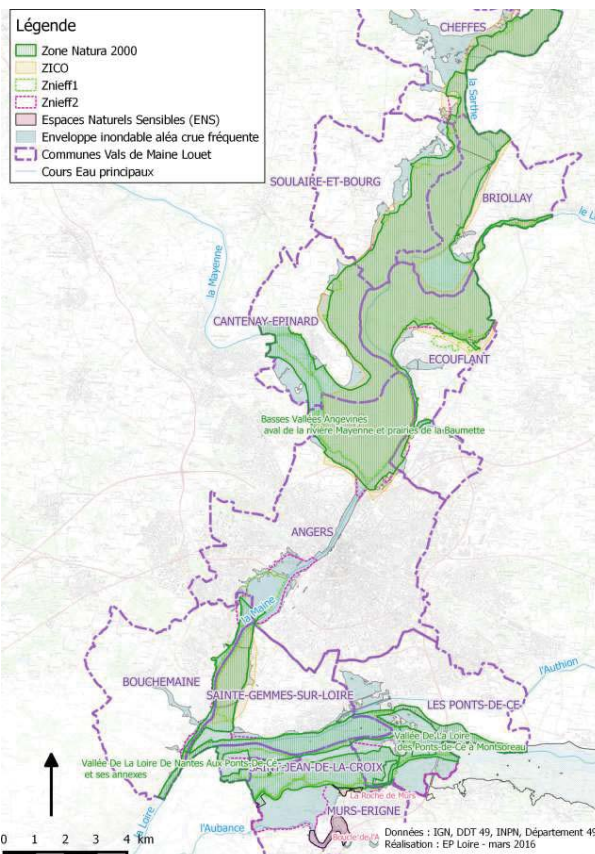 Légende
Zone Natura 2000
ZICO
Znieff1
Znieff2
Espaces Naturels Sensibles (ENS)
Enveloppe inondable aléa crue fréquente
Communes Vals de Maine Louet
Cours Eau principaux
CHEFFES
la Sarthe
SOULAIRE-ET-BOURG
BRIOLLAY
le L
la Mayenne
CANTENAY-EPINARD
ECOUFLANT
Basses Vallées Angevines
aval de la rivière Mayenne et prairies de la Baumette
ANGERS
la Maine
BOUCHEMAINE
SAINTE-GEMMES-SUR-LOIRE
l'Authion
LES PONTS-DE-CE
Vallée De La Loire
des Ponts-de-Cé à Montsoreau
Vallée De La Loire De Nantes Aux Ponts-De-Cé
et ses annexes
SAINT-JEAN-DE-LA-CROIX
La Roche de Murs
MURS-ERIGNE
la Loire
l'Aubance
Boucle de l'A
0 1 2 3 4 km
Données : IGN, DDT 49, INPN, Département 49
Réalisation : EP Loire - mars 2016